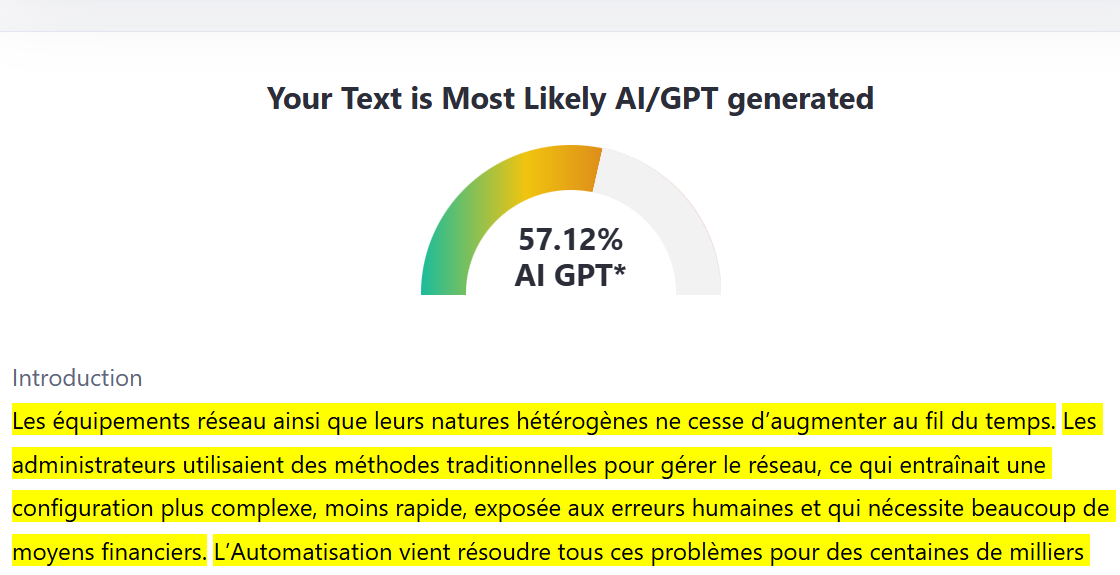 Your Text is Most Likely AI/GPT generated
57.12%
AI GPT*
Introduction
Les équipements réseau ainsi que leurs natures hétérogènes ne cesse d’augmenter au fil du temps. Les
administrateurs utilisaient des méthodes traditionnelles pour gérer le réseau, ce qui entraînait une
configuration plus complexe, moins rapide, exposée aux erreurs humaines et qui nécessite beaucoup de
moyens financiers. L’Automatisation vient résoudre tous ces problèmes pour des centaines de milliers